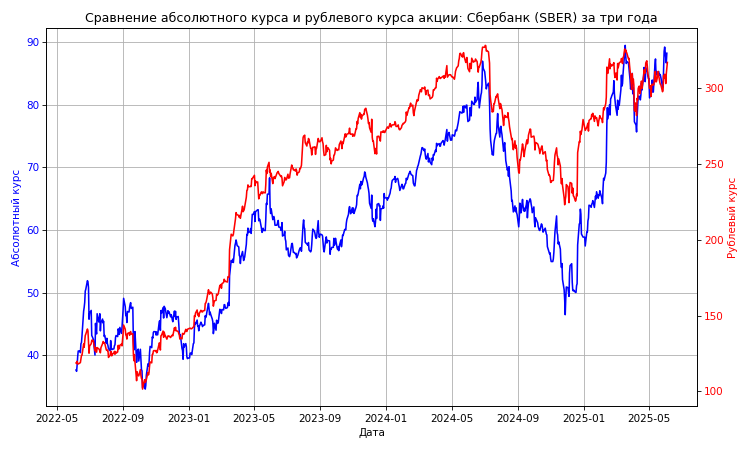 Сравнение абсолютного курса и рублевого курса акции: Сбербанк (SBER) за три года
90
80
70
60
50
40
Абсолютный курс
300
250
200
150
100
Рублевый курс
2022-05 2022-09 2023-01 2023-05 2023-09 2024-01 2024-05 2024-09 2025-01 2025-05
Дата